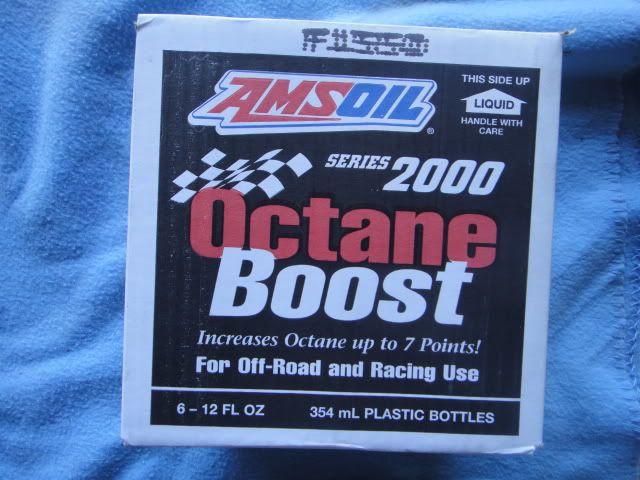 AMSOIL®
THIS SIDE UP
LIQUID
HANDLE WITH
CARE
SERIES 2000
Octane
Boost
Increases Octane up to 7 Points!
For Off-Road and Racing Use
6 – 12 FL OZ 354 mL PLASTIC BOTTLES